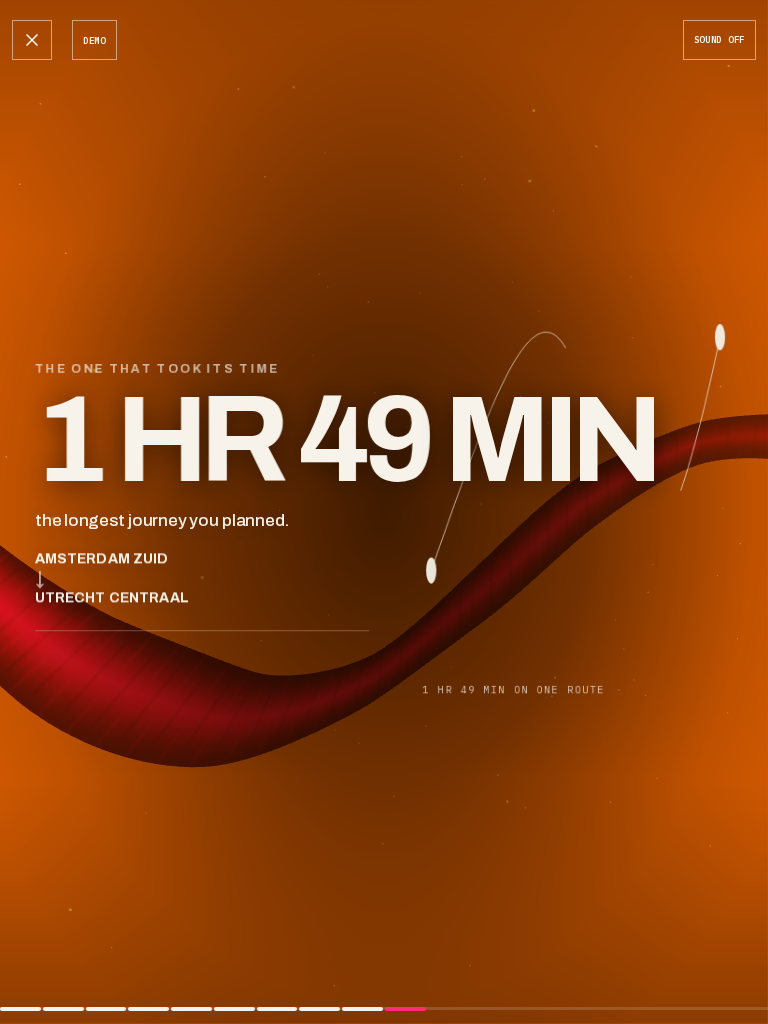 DEMO
SOUND OFF
THE ONE THAT TOOK ITS TIME
1 HR 49 MIN
the longest journey you planned.
AMSTERDAM ZUID
↓
UTRECHT CENTRAAL
1 HR 49 MIN ON ONE ROUTE